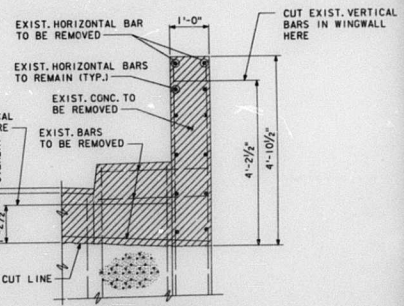 1'-0"
EXIST. HORIZONTAL BAR
TO BE REMOVED
CUT EXIST. VERTICAL
BARS IN WINGWALL
HERE
EXIST. HORIZONTAL BARS
TO REMAIN (TYP.)
EXIST. CONC. TO
BE REMOVED
EXIST. BARS
TO BE REMOVED
4'-2½"
4'-10½"
CUT LINE